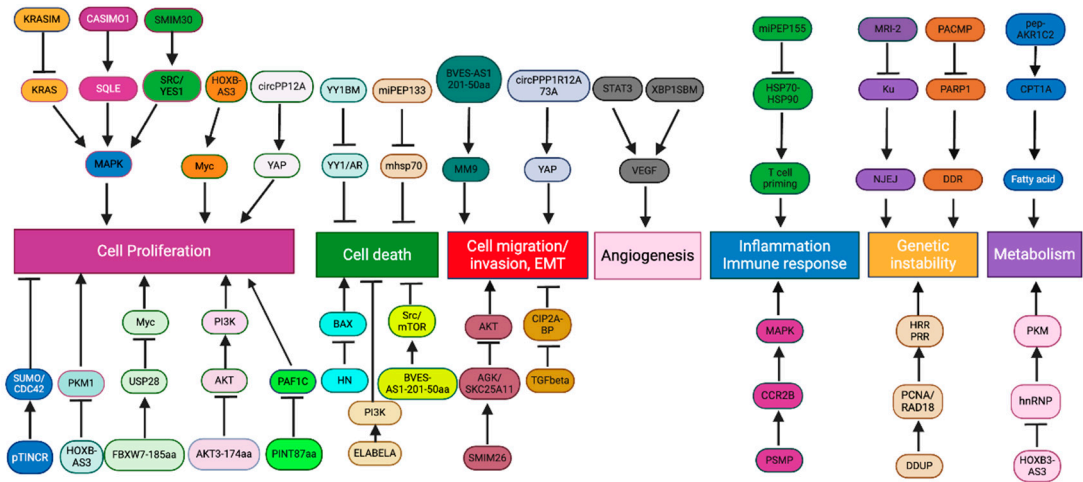 KRASIM
CASIMO1
SMIM30
miPEP155
MRI-2
PACMP
pep-
AKR1C2
KRAS
SQLE
SRC/
YES1
HOXB-
AS3
circPP12A
YY1BM
miPEP133
BVES-AS1
201-50aa
circPPP1R12A
73A
STAT3
XBP1SBM
HSP70-
HSP90
Ku
PARP1
CPT1A
MAPK
Myc
YAP
YY1/AR
mhsp70
MM9
YAP
VEGF
T cell
priming
NJEJ
DDR
Fatty acid
Cell Proliferation
Cell death
Cell migration/
invasion, EMT
Angiogenesis
Inflammation
Immune response
Genetic
instability
Metabolism
Myc
PI3K
BAX
Src/
mTOR
AKT
CIP2A-
BP
MAPK
HRR
PRR
PKM
SUMO/
CDC42
PKM1
USP28
AKT
PAF1C
HN
BVES-
AS1-201-50aa
AGK/
SKC25A11
TGFbeta
CCR2B
PCNA/
RAD18
hnRNP
PI3K
pTINCR
HOXB-
AS3
FBXW7-185aa
AKT3-174aa
PINT87aa
ELABELA
SMIM26
PSMP
DDUP
HOXB3-
AS3